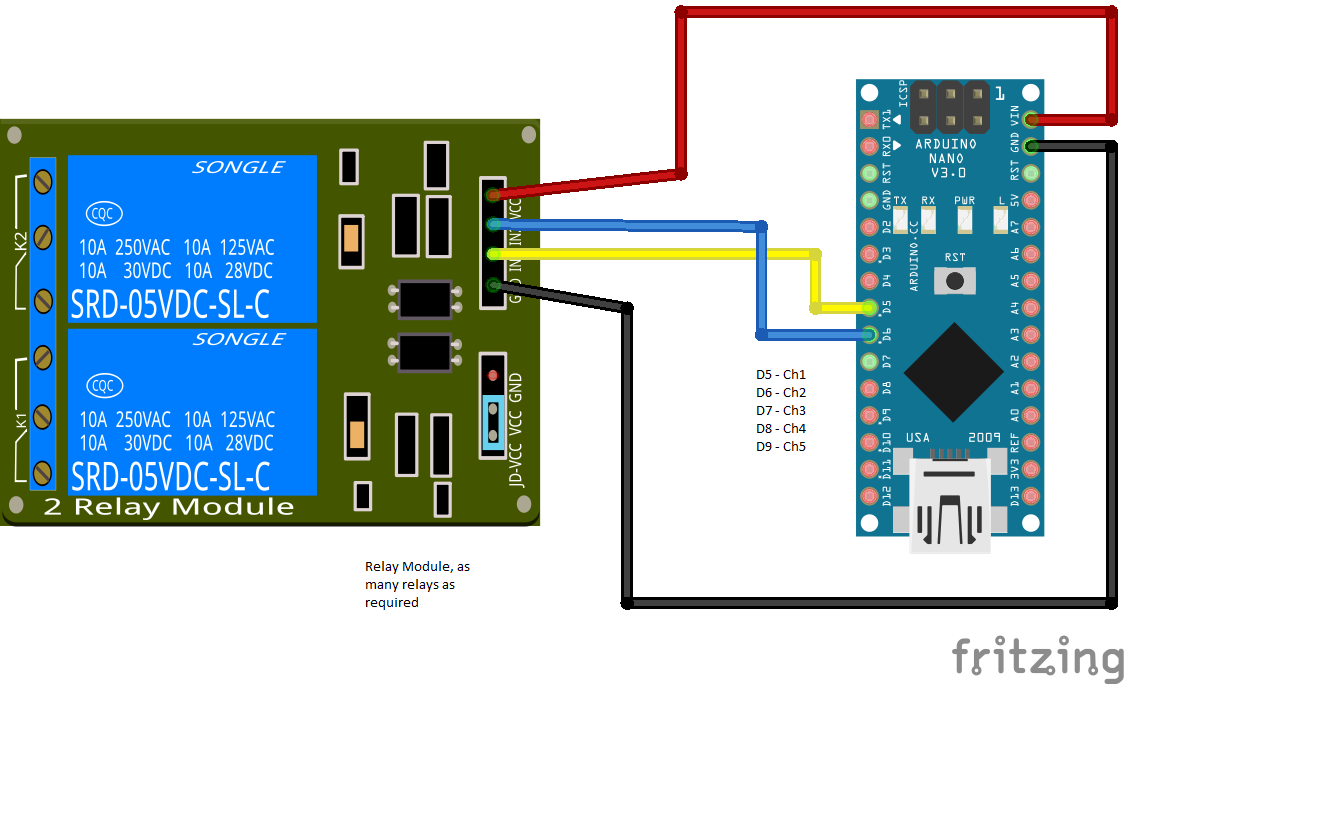 SONGLE
CQC
10A 250VAC 10A 125VAC
10A 30VDC 10A 28VDC
SRD-05VDC-SL-C
SONGLE
CQC
10A 250VAC 10A 125VAC
10A 30VDC 10A 28VDC
SRD-05VDC-SL-C
2 Relay Module
K2
K1
VCC
GND
JD-VCC VCC GND
Relay Module, as
many relays as
required
D5 - Ch1
D6 - Ch2
D7 - Ch3
D8 - Ch4
D9 - Ch5
ICSP
1
ARDUINO
NANO
V3.0
TX RX PWR L
ARDUINO.CC
RST
USA 2009
TX1
RX0
RST
GND
D2
D3
D4
D5
D6
D7
D8
D9
D10
D11
D12
VIN
GND
RST
5V
A7
A6
A5
A4
A3
A2
A1
A0
REF
3V3
D13
fritzing